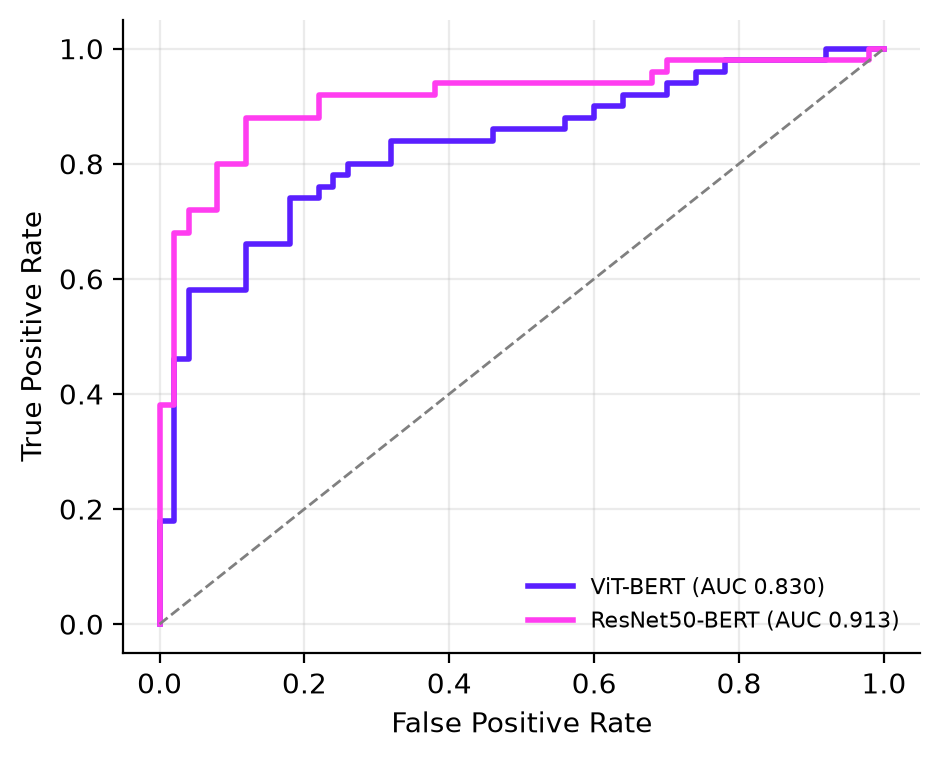 1.0
0.8
0.6
0.4
0.2
0.0
True Positive Rate
ViT-BERT (AUC 0.830)
ResNet50-BERT (AUC 0.913)
0.0 0.2 0.4 0.6 0.8 1.0
False Positive Rate